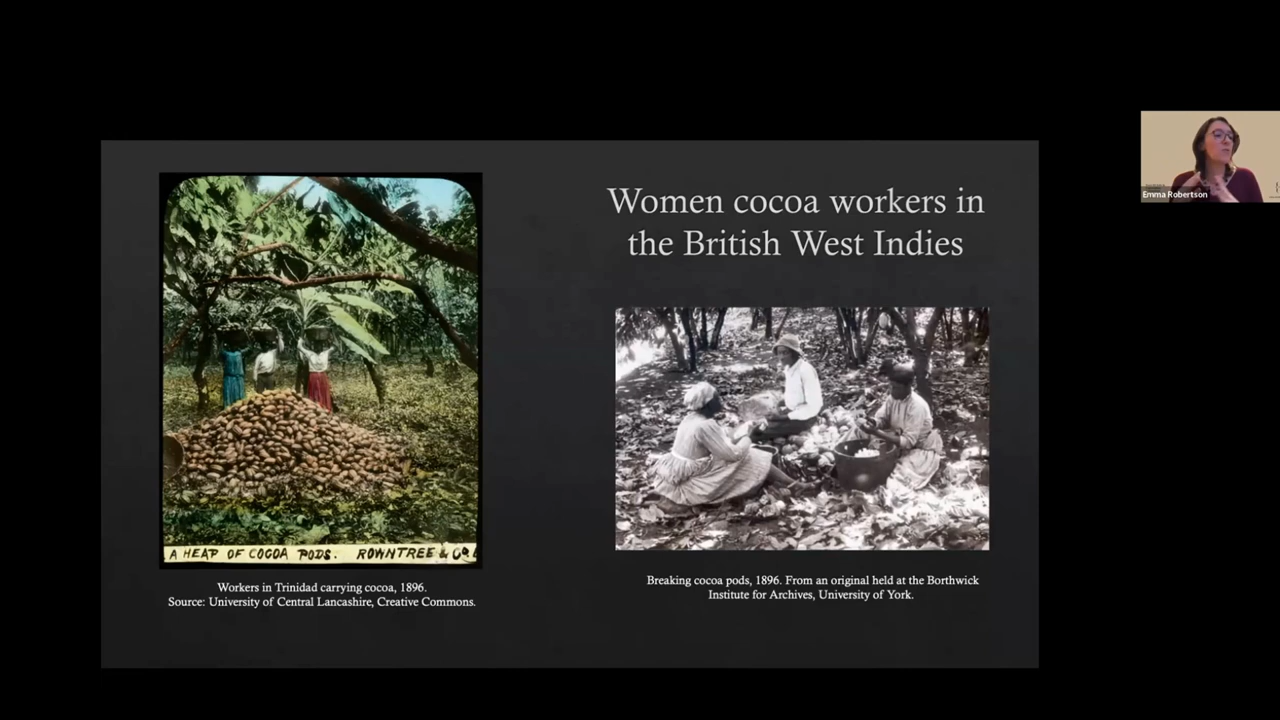 Women cocoa workers in
the British West Indies
A HEAP OF COCOA PODS. ROWNTREE & Co.
Workers in Trinidad carrying cocoa, 1896.
Source: University of Central Lancashire, Creative Commons.
Breaking cocoa pods, 1896. From an original held at the Borthwick
Institute for Archives, University of York.
Emma Robertson